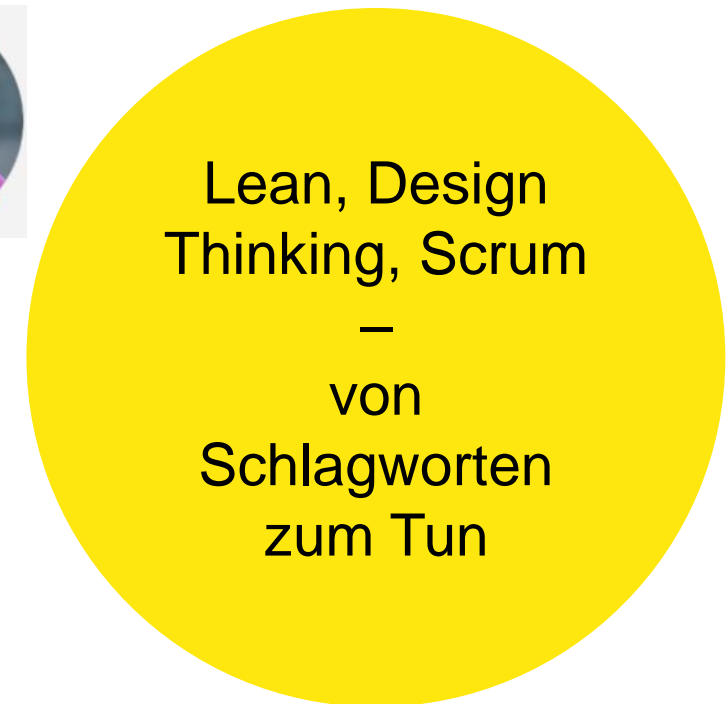 Lean, Design
Thinking, Scrum
–
von
Schlagworten
zum Tun